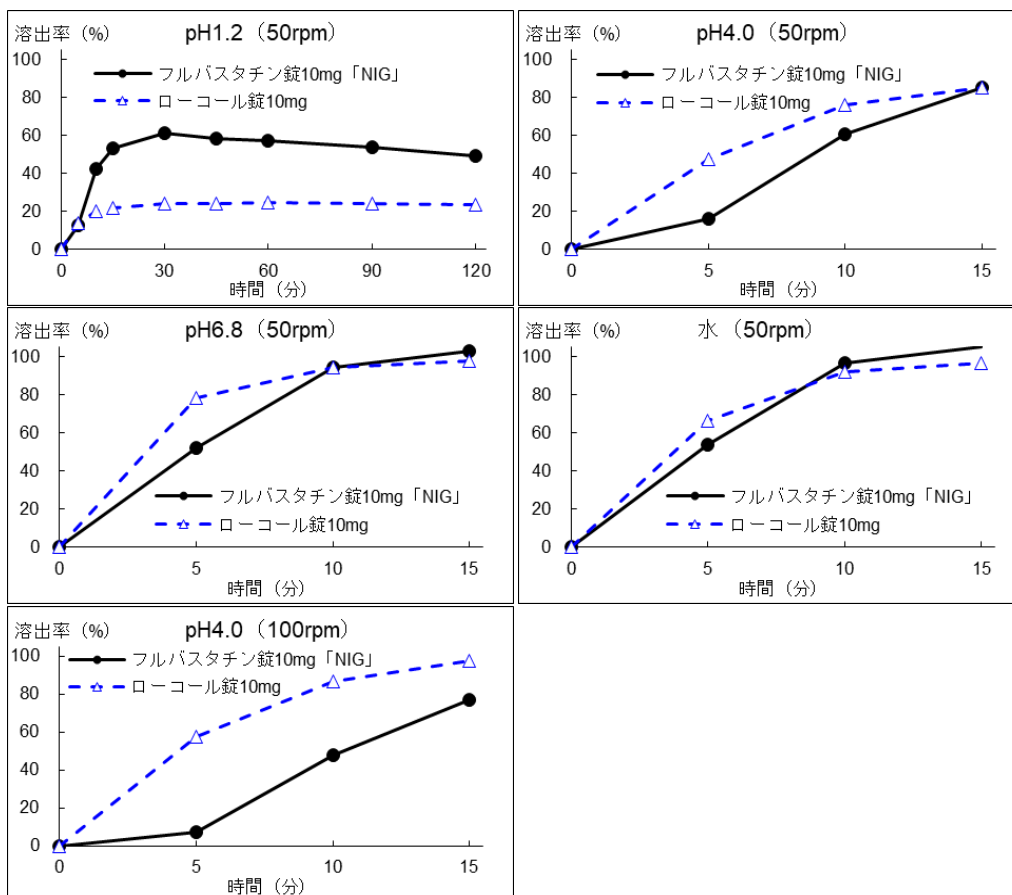 溶出率 (%)
pH1.2（50rpm）
100
フルバスタチン錠10mg「NIG」
80
ローコール錠10mg
60
40
20
0
0 30 60 90 120
時間（分）
溶出率 (%)
pH4.0（50rpm）
100
フルバスタチン錠10mg「NIG」
80
ローコール錠10mg
60
40
20
0
0 5 10 15
時間（分）
溶出率 (%)
pH6.8（50rpm）
100
80
60
40
フルバスタチン錠10mg「NIG」
20
ローコール錠10mg
0
0 5 10 15
時間（分）
溶出率 (%)
水（50rpm）
100
80
60
40
フルバスタチン錠10mg「NIG」
20
ローコール錠10mg
0
0 5 10 15
時間（分）
溶出率 (%)
pH4.0（100rpm）
100
フルバスタチン錠10mg「NIG」
80
ローコール錠10mg
60
40
20
0
0 5 10 15
時間（分）